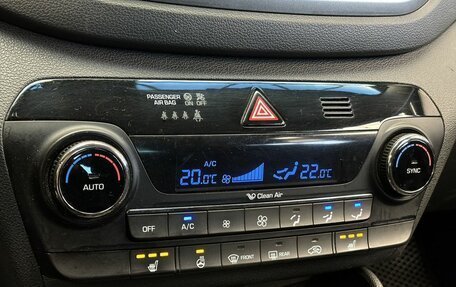 PASSENGER
AIR BAG
ON OFF
A/C
20.0°C
22.0°C
AUTO
SYNC
Clean Air
OFF
A/C
FRONT
REAR